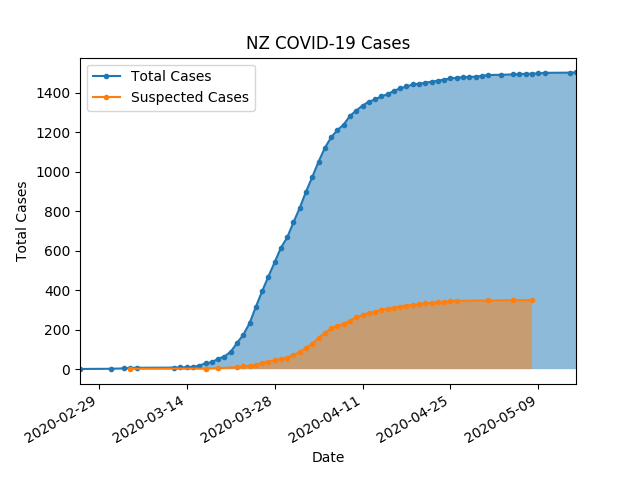 NZ COVID-19 Cases
Total Cases
Suspected Cases
Total Cases
1400
1200
1000
800
600
400
200
0
2020-02-29
2020-03-14
2020-03-28
2020-04-11
2020-04-25
2020-05-09
Date